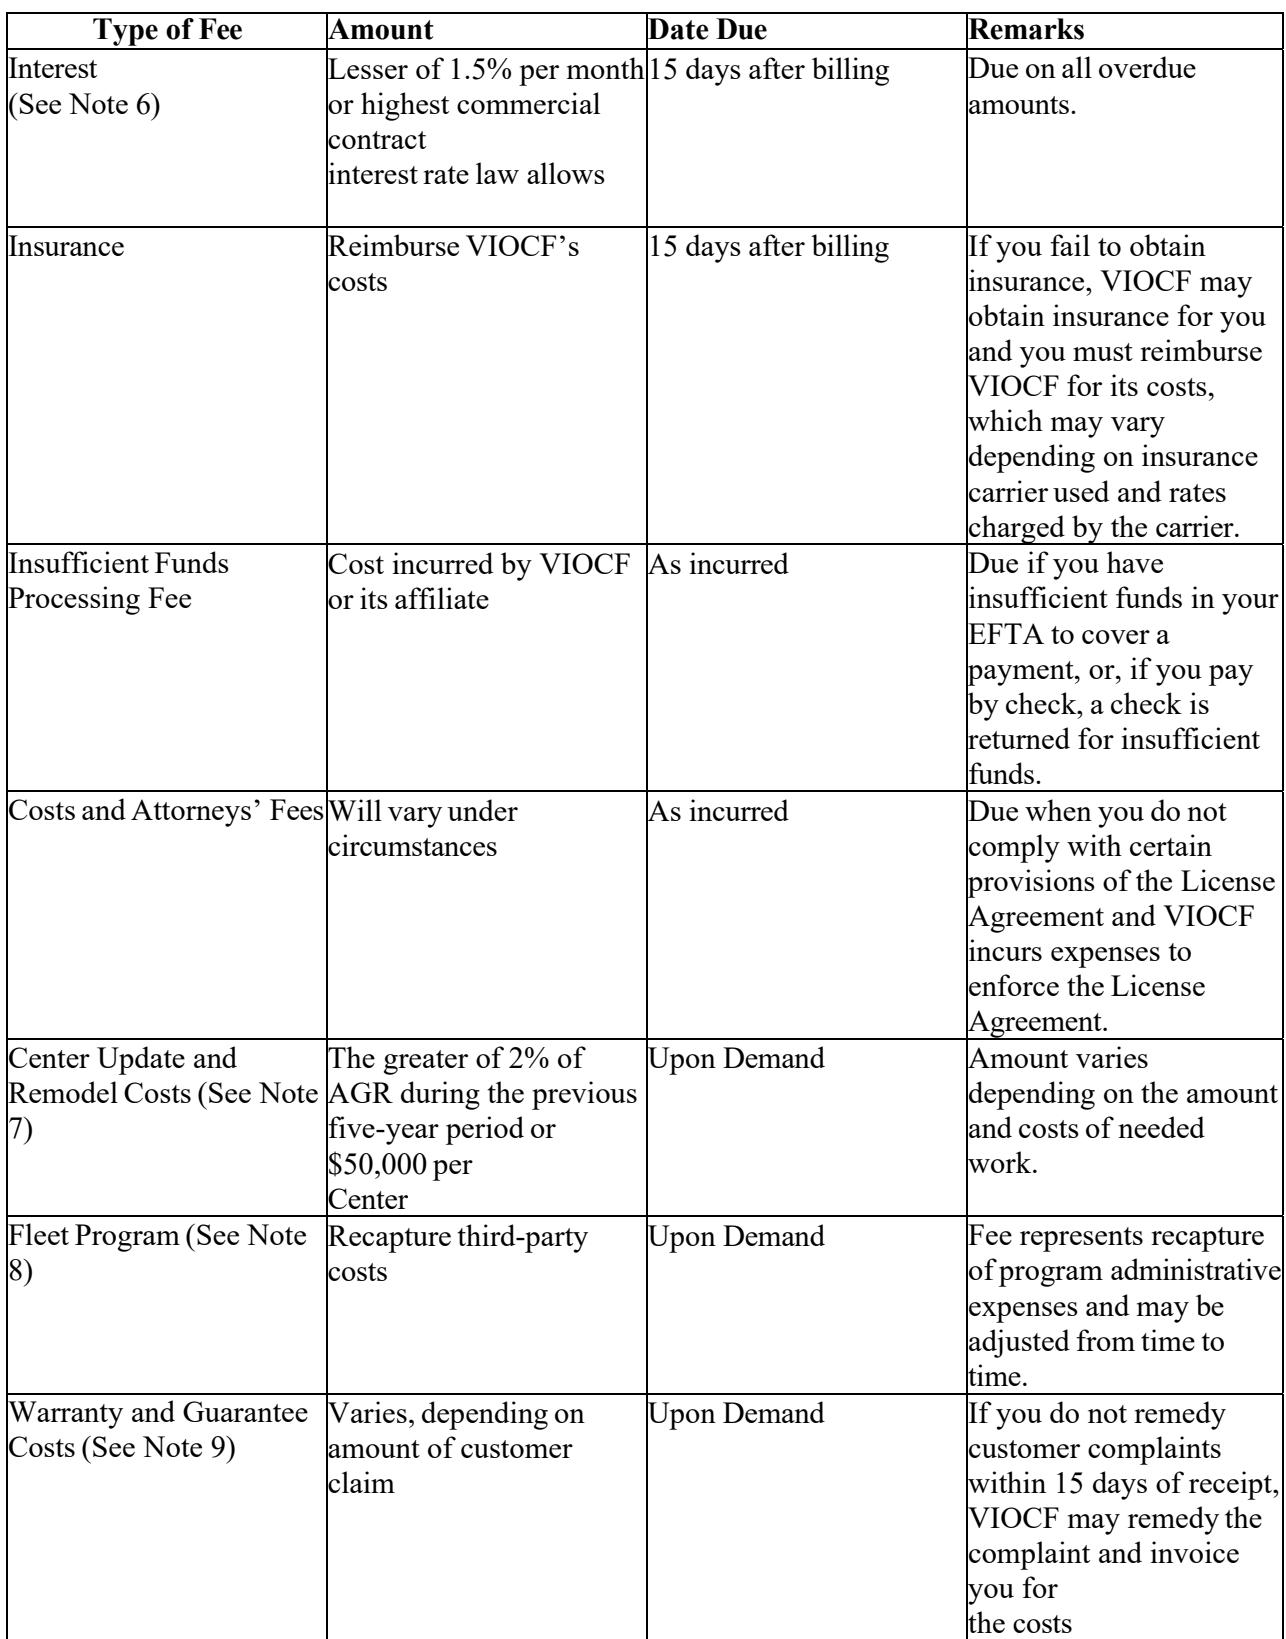 Type of Fee
Amount
Date Due
Remarks
Interest
(See Note 6)
Lesser of 1.5% per month
or highest commercial
contract
interest rate law allows
15 days after billing
Due on all overdue
amounts.
Insurance
Reimburse VIOCF’s
costs
15 days after billing
If you fail to obtain
insurance, VIOCF may
obtain insurance for you
and you must reimburse
VIOCF for its costs,
which may vary
depending on insurance
carrier used and rates
charged by the carrier.
Insufficient Funds
Processing Fee
Cost incurred by VIOCF
or its affiliate
As incurred
Due if you have
insufficient funds in your
EFTA to cover a
payment, or, if you pay
by check, a check is
returned for insufficient
funds.
Costs and Attorneys’ Fees
Will vary under
circumstances
As incurred
Due when you do not
comply with certain
provisions of the License
Agreement and VIOCF
incurs expenses to
enforce the License
Agreement.
Center Update and
Remodel Costs (See Note
7)
The greater of 2% of
AGR during the previous
five-year period or
$50,000 per
Center
Upon Demand
Amount varies
depending on the amount
and costs of needed
work.
Fleet Program (See Note
8)
Recapture third-party
costs
Upon Demand
Fee represents recapture
of program administrative
expenses and may be
adjusted from time to
time.
Warranty and Guarantee
Costs (See Note 9)
Varies, depending on
amount of customer
claim
Upon Demand
If you do not remedy
customer complaints
within 15 days of receipt,
VIOCF may remedy the
complaint and invoice
you for
the costs